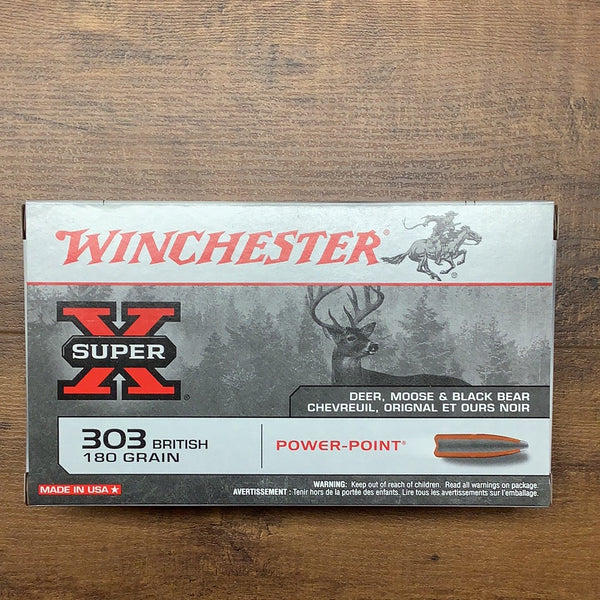 WINCHESTER®
SUPER X®
DEER, MOOSE & BLACK BEAR
CHEVREUIL, ORIGNAL ET OURS NOIR
303 BRITISH
180 GRAIN
POWER-POINT®
MADE IN USA
WARNING: Keep out of reach of children. Read all warnings on package.
AVERTISSEMENT : Tenir hors de la portée des enfants. Lire tous les avertissements sur l'emballage.